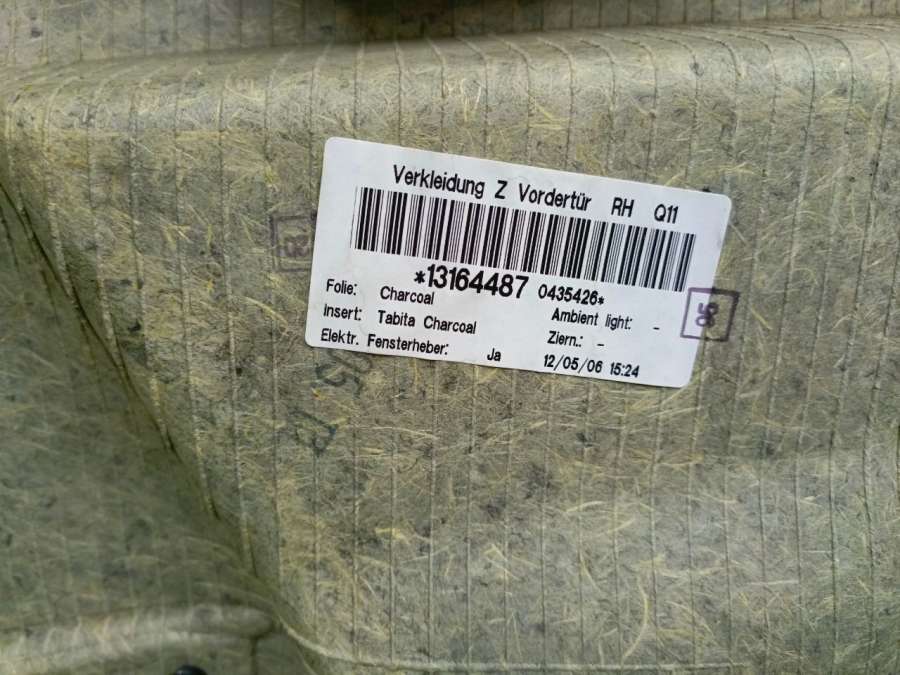 Verkleidung Z Vordertür RH Q11
*13164487 0435426*
Folie: Charcoal Ambient light: -
Insert: Tabita Charcoal Ziern.: -
Elektr. Fensterheber: Ja 12/05/06 15:24